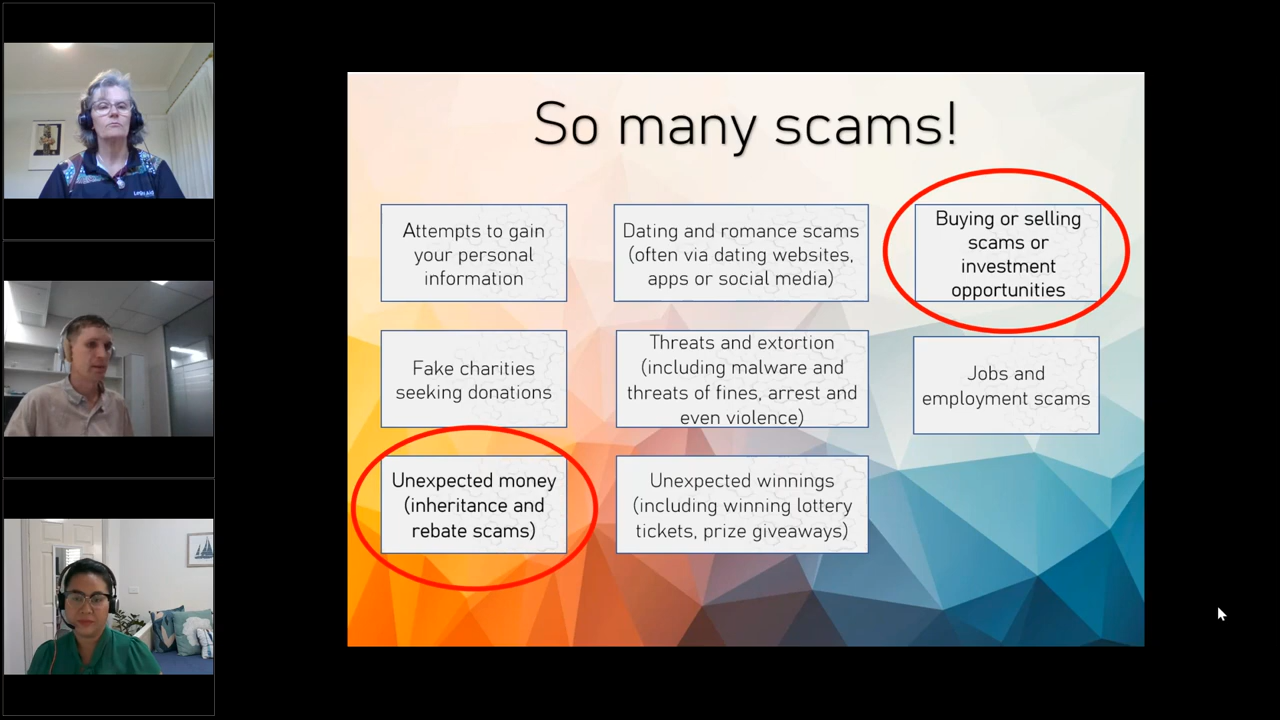 So many scams!
Attempts to gain
your personal
information
Dating and romance scams
(often via dating websites,
apps or social media)
Buying or selling
scams or
investment
opportunities
Fake charities
seeking donations
Threats and extortion
(including malware and
threats of fines, arrest and
even violence)
Jobs and
employment scams
Unexpected money
(inheritance and
rebate scams)
Unexpected winnings
(including winning lottery
tickets, prize giveaways)